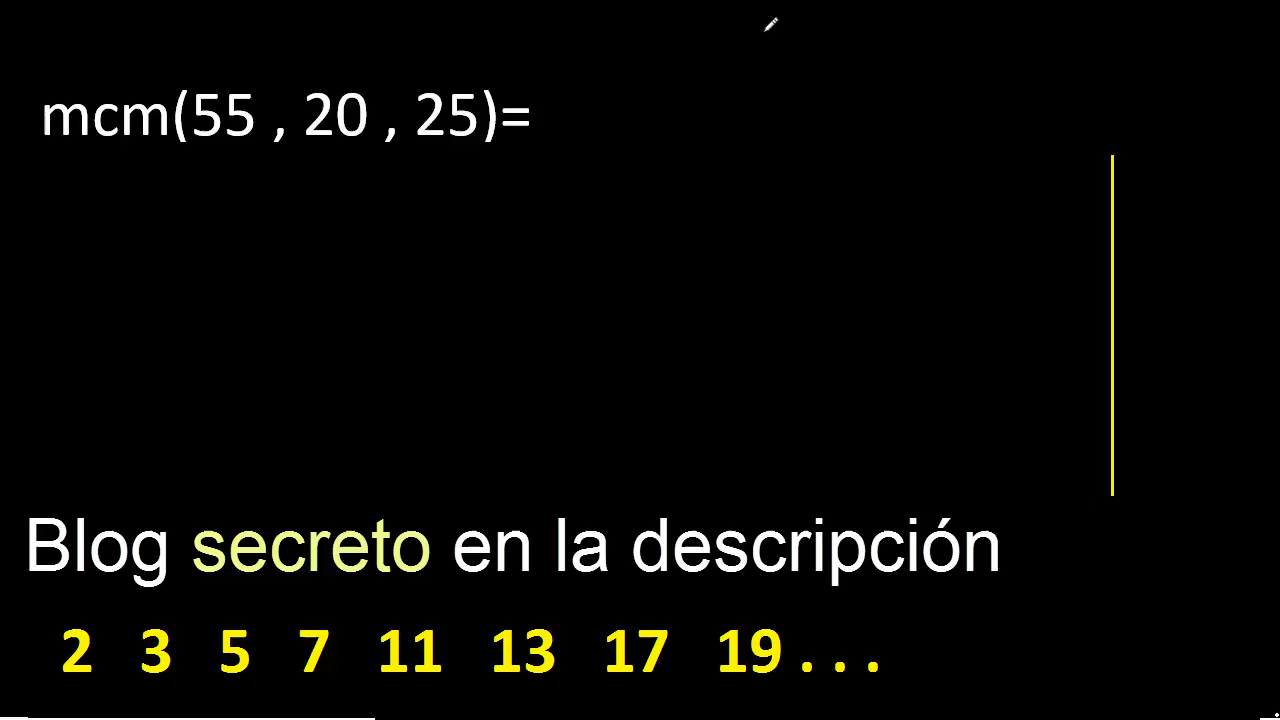 mcm(55 , 20 , 25)=
Blog secreto en la descripción
2 3 5 7 11 13 17 19 . . .